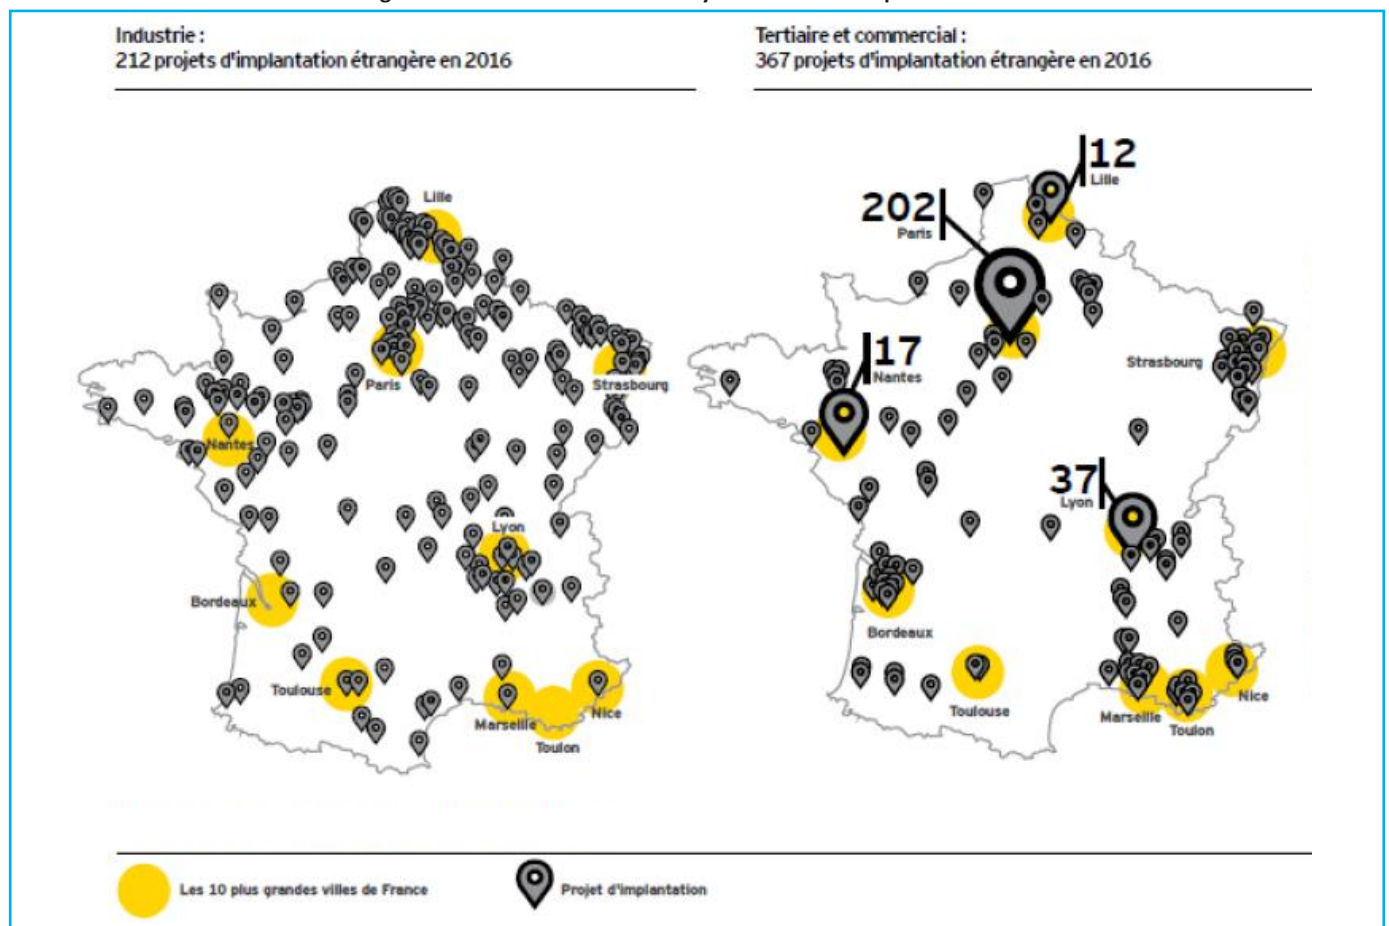 Industrie :
212 projets d'implantation étrangère en 2016
Lille
Paris
Strasbourg
Nantes
Lyon
Bordeaux
Toulouse
Marseille
Nice
Toulon
Tertiaire et commercial :
367 projets d'implantation étrangère en 2016
12
Lille
202
Paris
17
Nantes
Strasbourg
37
Lyon
Bordeaux
Toulouse
Marseille
Nice
Toulon
Les 10 plus grandes villes de France
Projet d'implantation